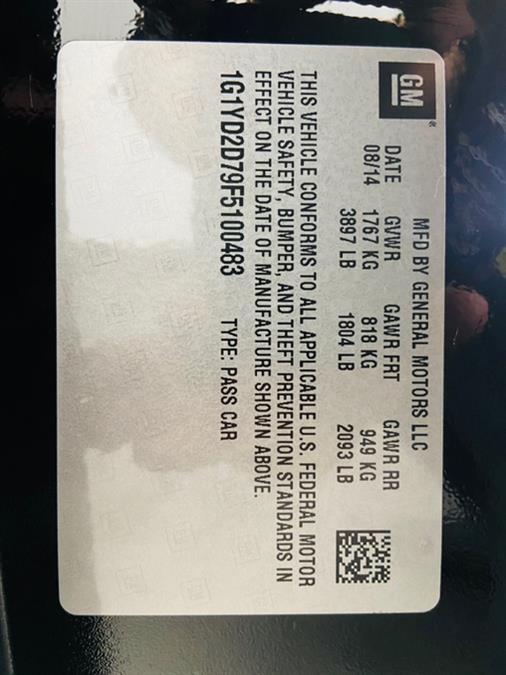 GM
MFD BY GENERAL MOTORS LLC
DATE GVWR GAWR FRT GAWR RR
08/14 1767 KG 818 KG 949 KG
3897 LB 1804 LB 2093 LB
THIS VEHICLE CONFORMS TO ALL APPLICABLE U.S. FEDERAL MOTOR
VEHICLE SAFETY, BUMPER, AND THEFT PREVENTION STANDARDS IN
EFFECT ON THE DATE OF MANUFACTURE SHOWN ABOVE.
1G1YD2D79F5100483 TYPE: PASS CAR